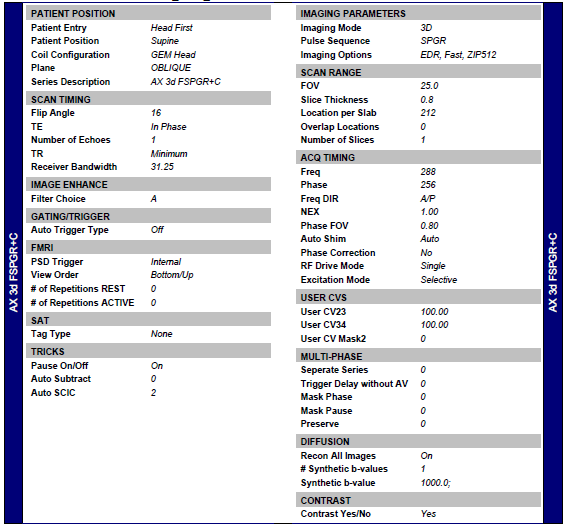 AX 3d FSPGR+C
PATIENT POSITION
Patient Entry Head First
Patient Position Supine
Coil Configuration GEM Head
Plane OBLIQUE
Series Description AX 3d FSPGR+C
SCAN TIMING
Flip Angle 16
TE In Phase
Number of Echoes 1
TR Minimum
Receiver Bandwidth 31.25
IMAGE ENHANCE
Filter Choice A
GATING/TRIGGER
Auto Trigger Type Off
FMRI
PSD Trigger Internal
View Order Bottom/Up
# of Repetitions REST 0
# of Repetitions ACTIVE 0
SAT
Tag Type None
TRICKS
Pause On/Off On
Auto Subtract 0
Auto SCIC 2
IMAGING PARAMETERS
Imaging Mode 3D
Pulse Sequence SPGR
Imaging Options EDR, Fast, ZIP512
SCAN RANGE
FOV 25.0
Slice Thickness 0.8
Location per Slab 212
Overlap Locations 0
Number of Slices 1
ACQ TIMING
Freq 288
Phase 256
Freq DIR A/P
NEX 1.00
Phase FOV 0.80
Auto Shim Auto
Phase Correction No
RF Drive Mode Single
Excitation Mode Selective
USER CVS
User CV23 100.00
User CV34 100.00
User CV Mask2 0
MULTI-PHASE
Seperate Series 0
Trigger Delay without AV 0
Mask Phase 0
Mask Pause 0
Preserve 0
DIFFUSION
Recon All Images On
# Synthetic b-values 1
Synthetic b-value 1000.0;
CONTRAST
Contrast Yes/No Yes
AX 3d FSPGR+C